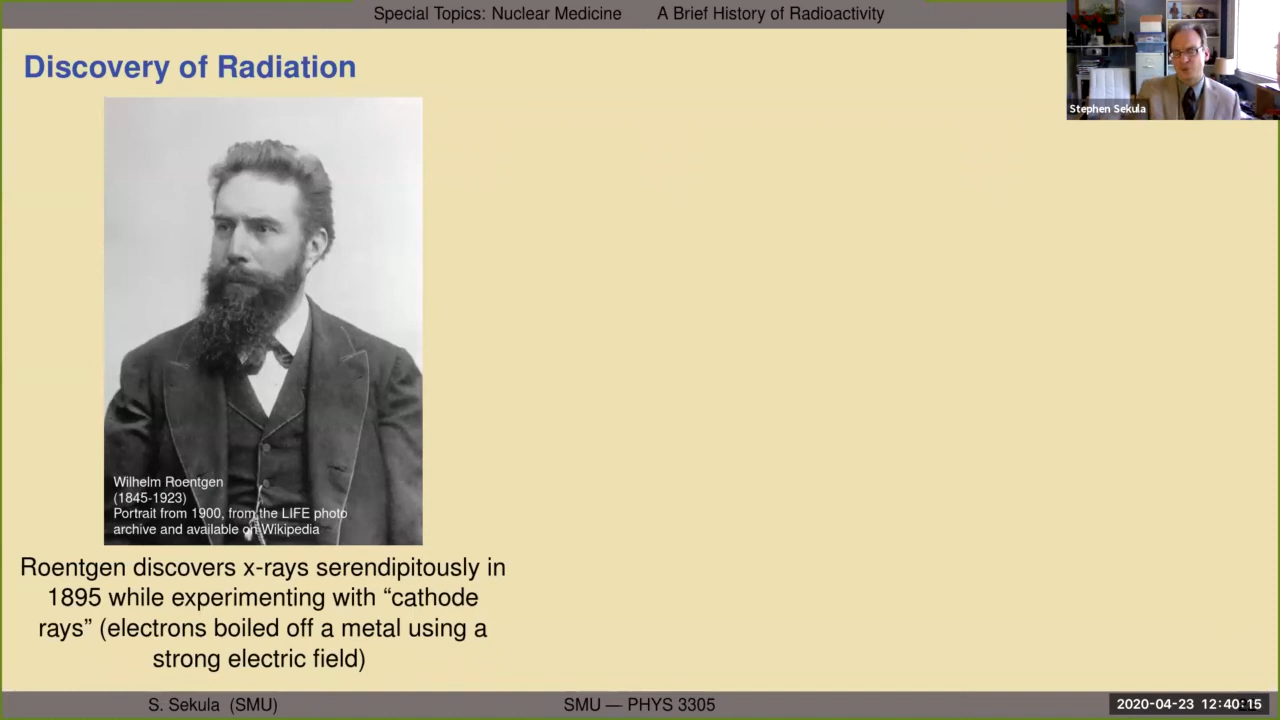 Special Topics: Nuclear Medicine A Brief History of Radioactivity
Discovery of Radiation
Stephen Sekula
Wilhelm Roentgen
(1845-1923)
Portrait from 1900, from the LIFE photo
archive and available on Wikipedia
Roentgen discovers x-rays serendipitously in
1895 while experimenting with “cathode
rays” (electrons boiled off a metal using a
strong electric field)
S. Sekula (SMU) SMU — PHYS 3305 2020-04-23 12:40:15